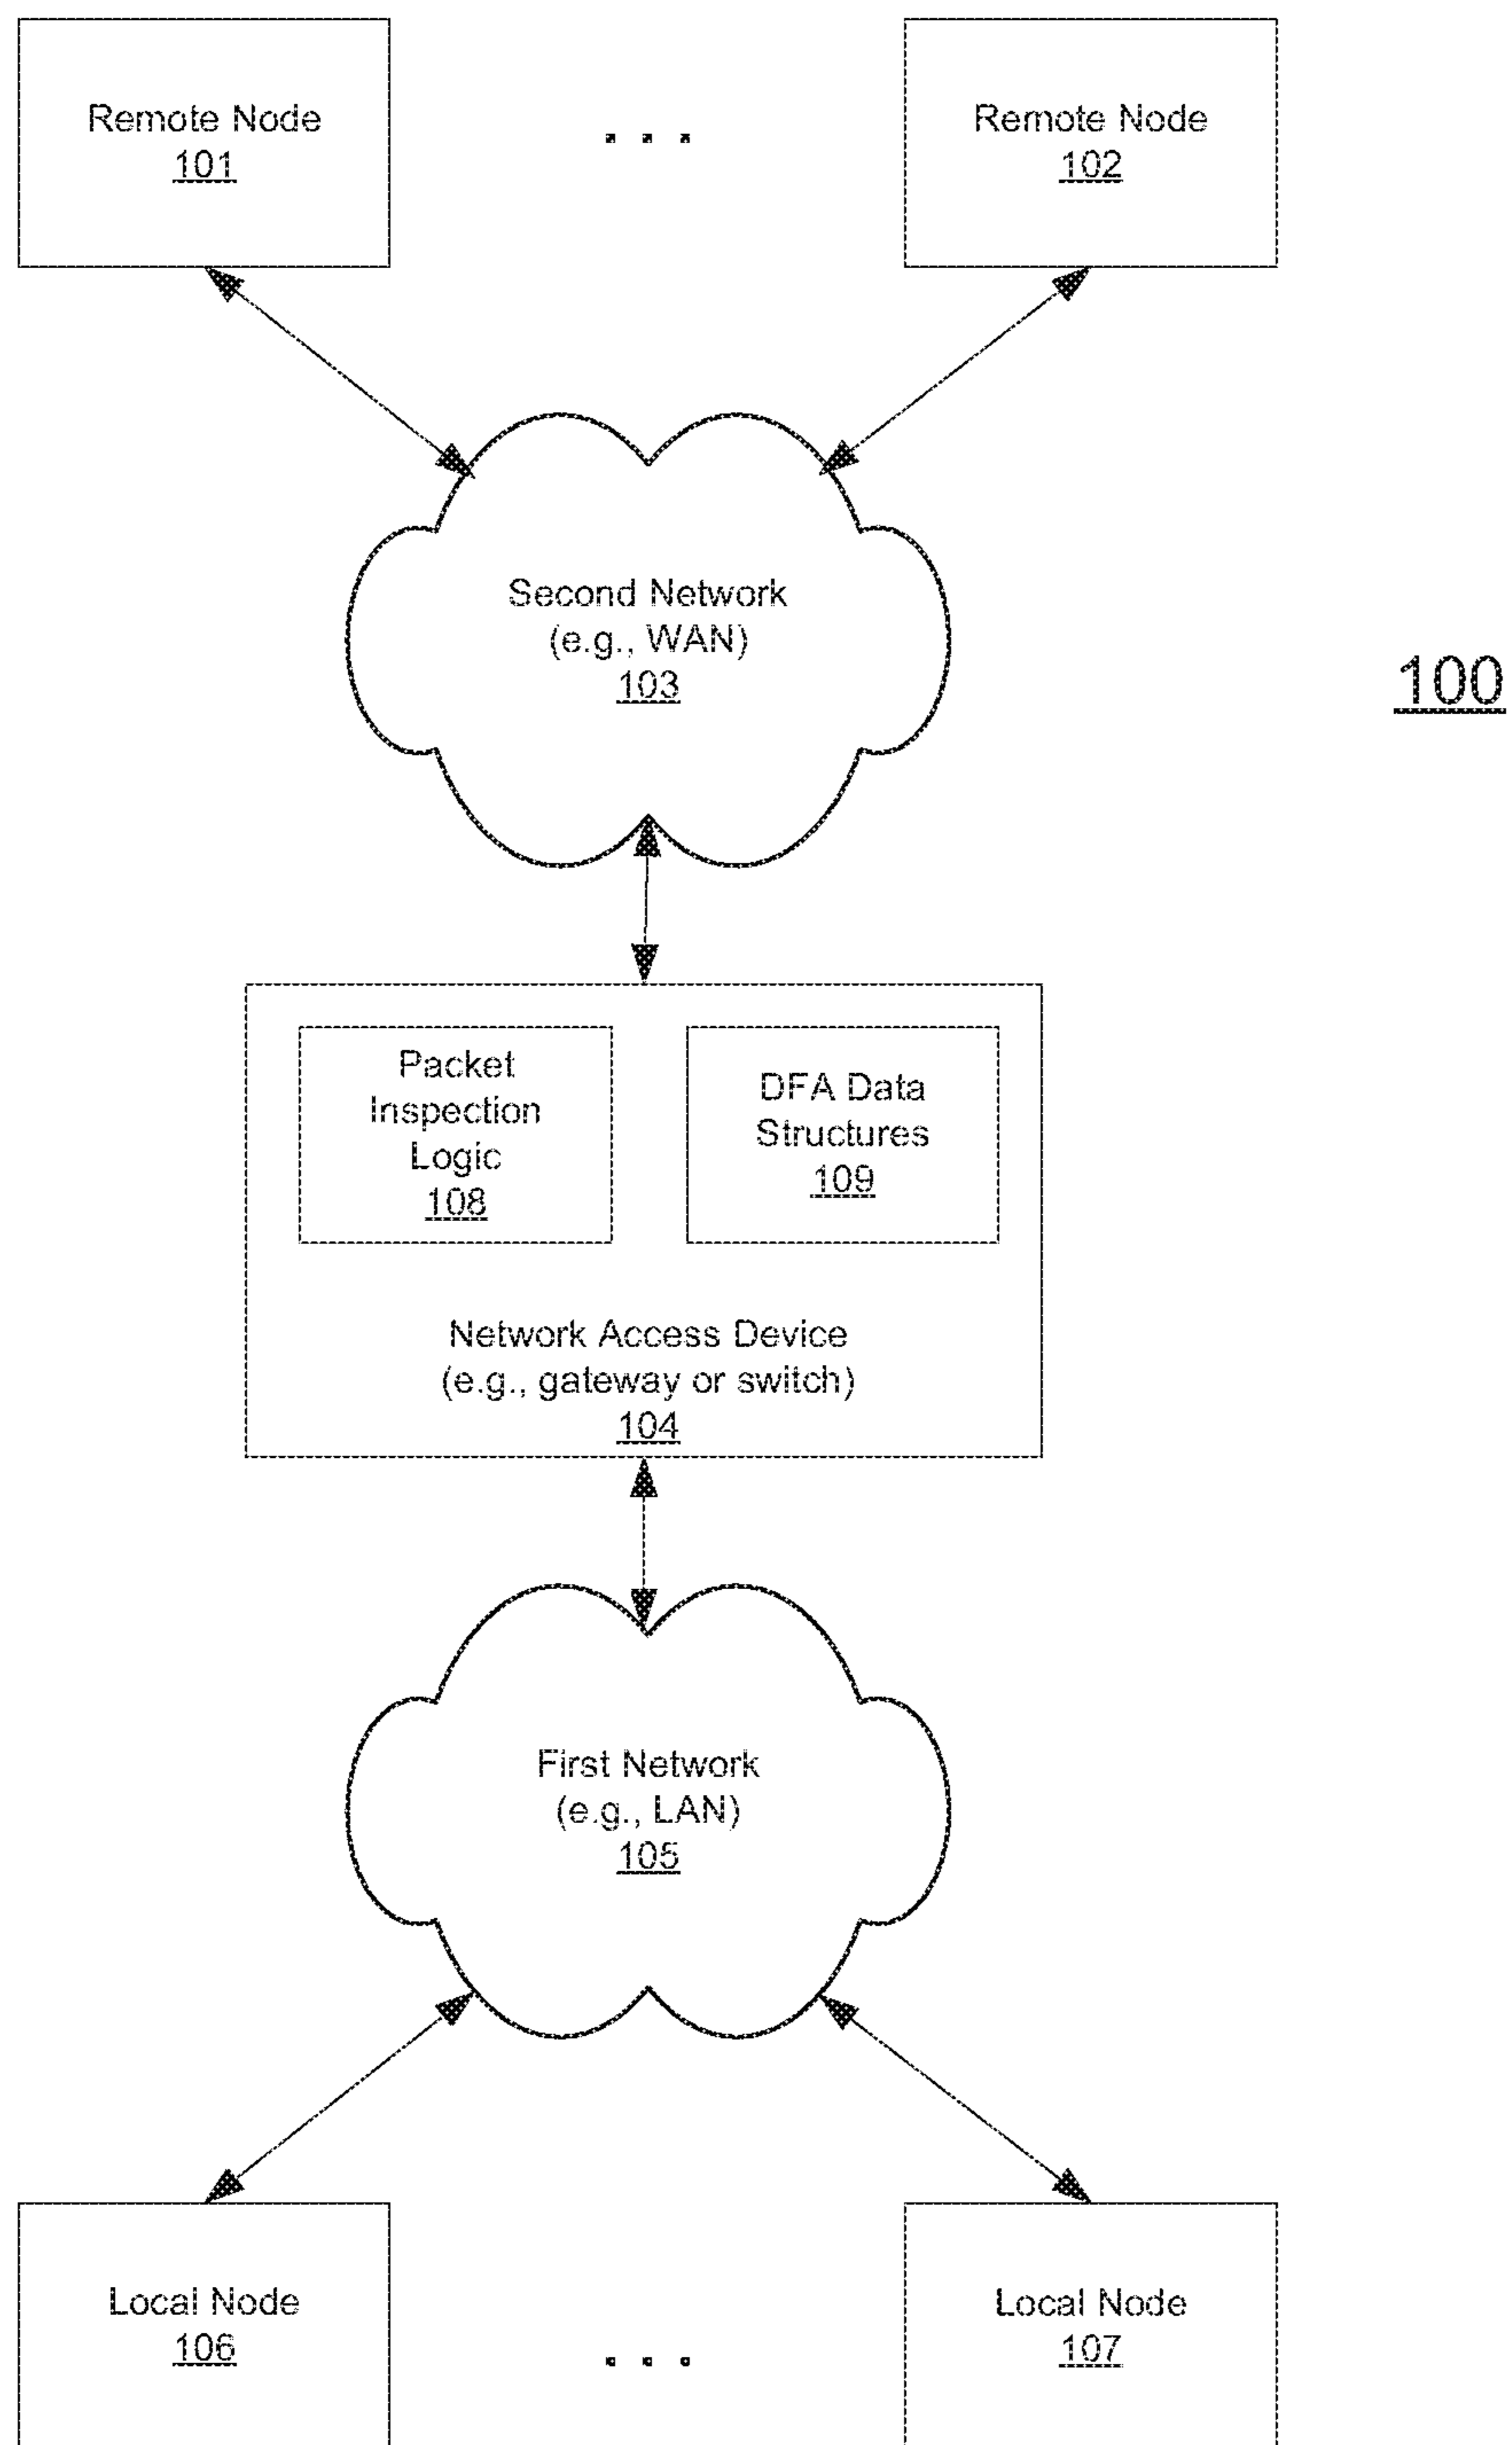 Remote Node
101
. . .
Remote Node
102
Second Network
(e.g., WAN)
103
100
Packet
Inspection
Logic
108
DFA Data
Structures
109
Network Access Device
(e.g., gateway or switch)
104
First Network
(e.g., LAN)
105
Local Node
106
. . .
Local Node
107